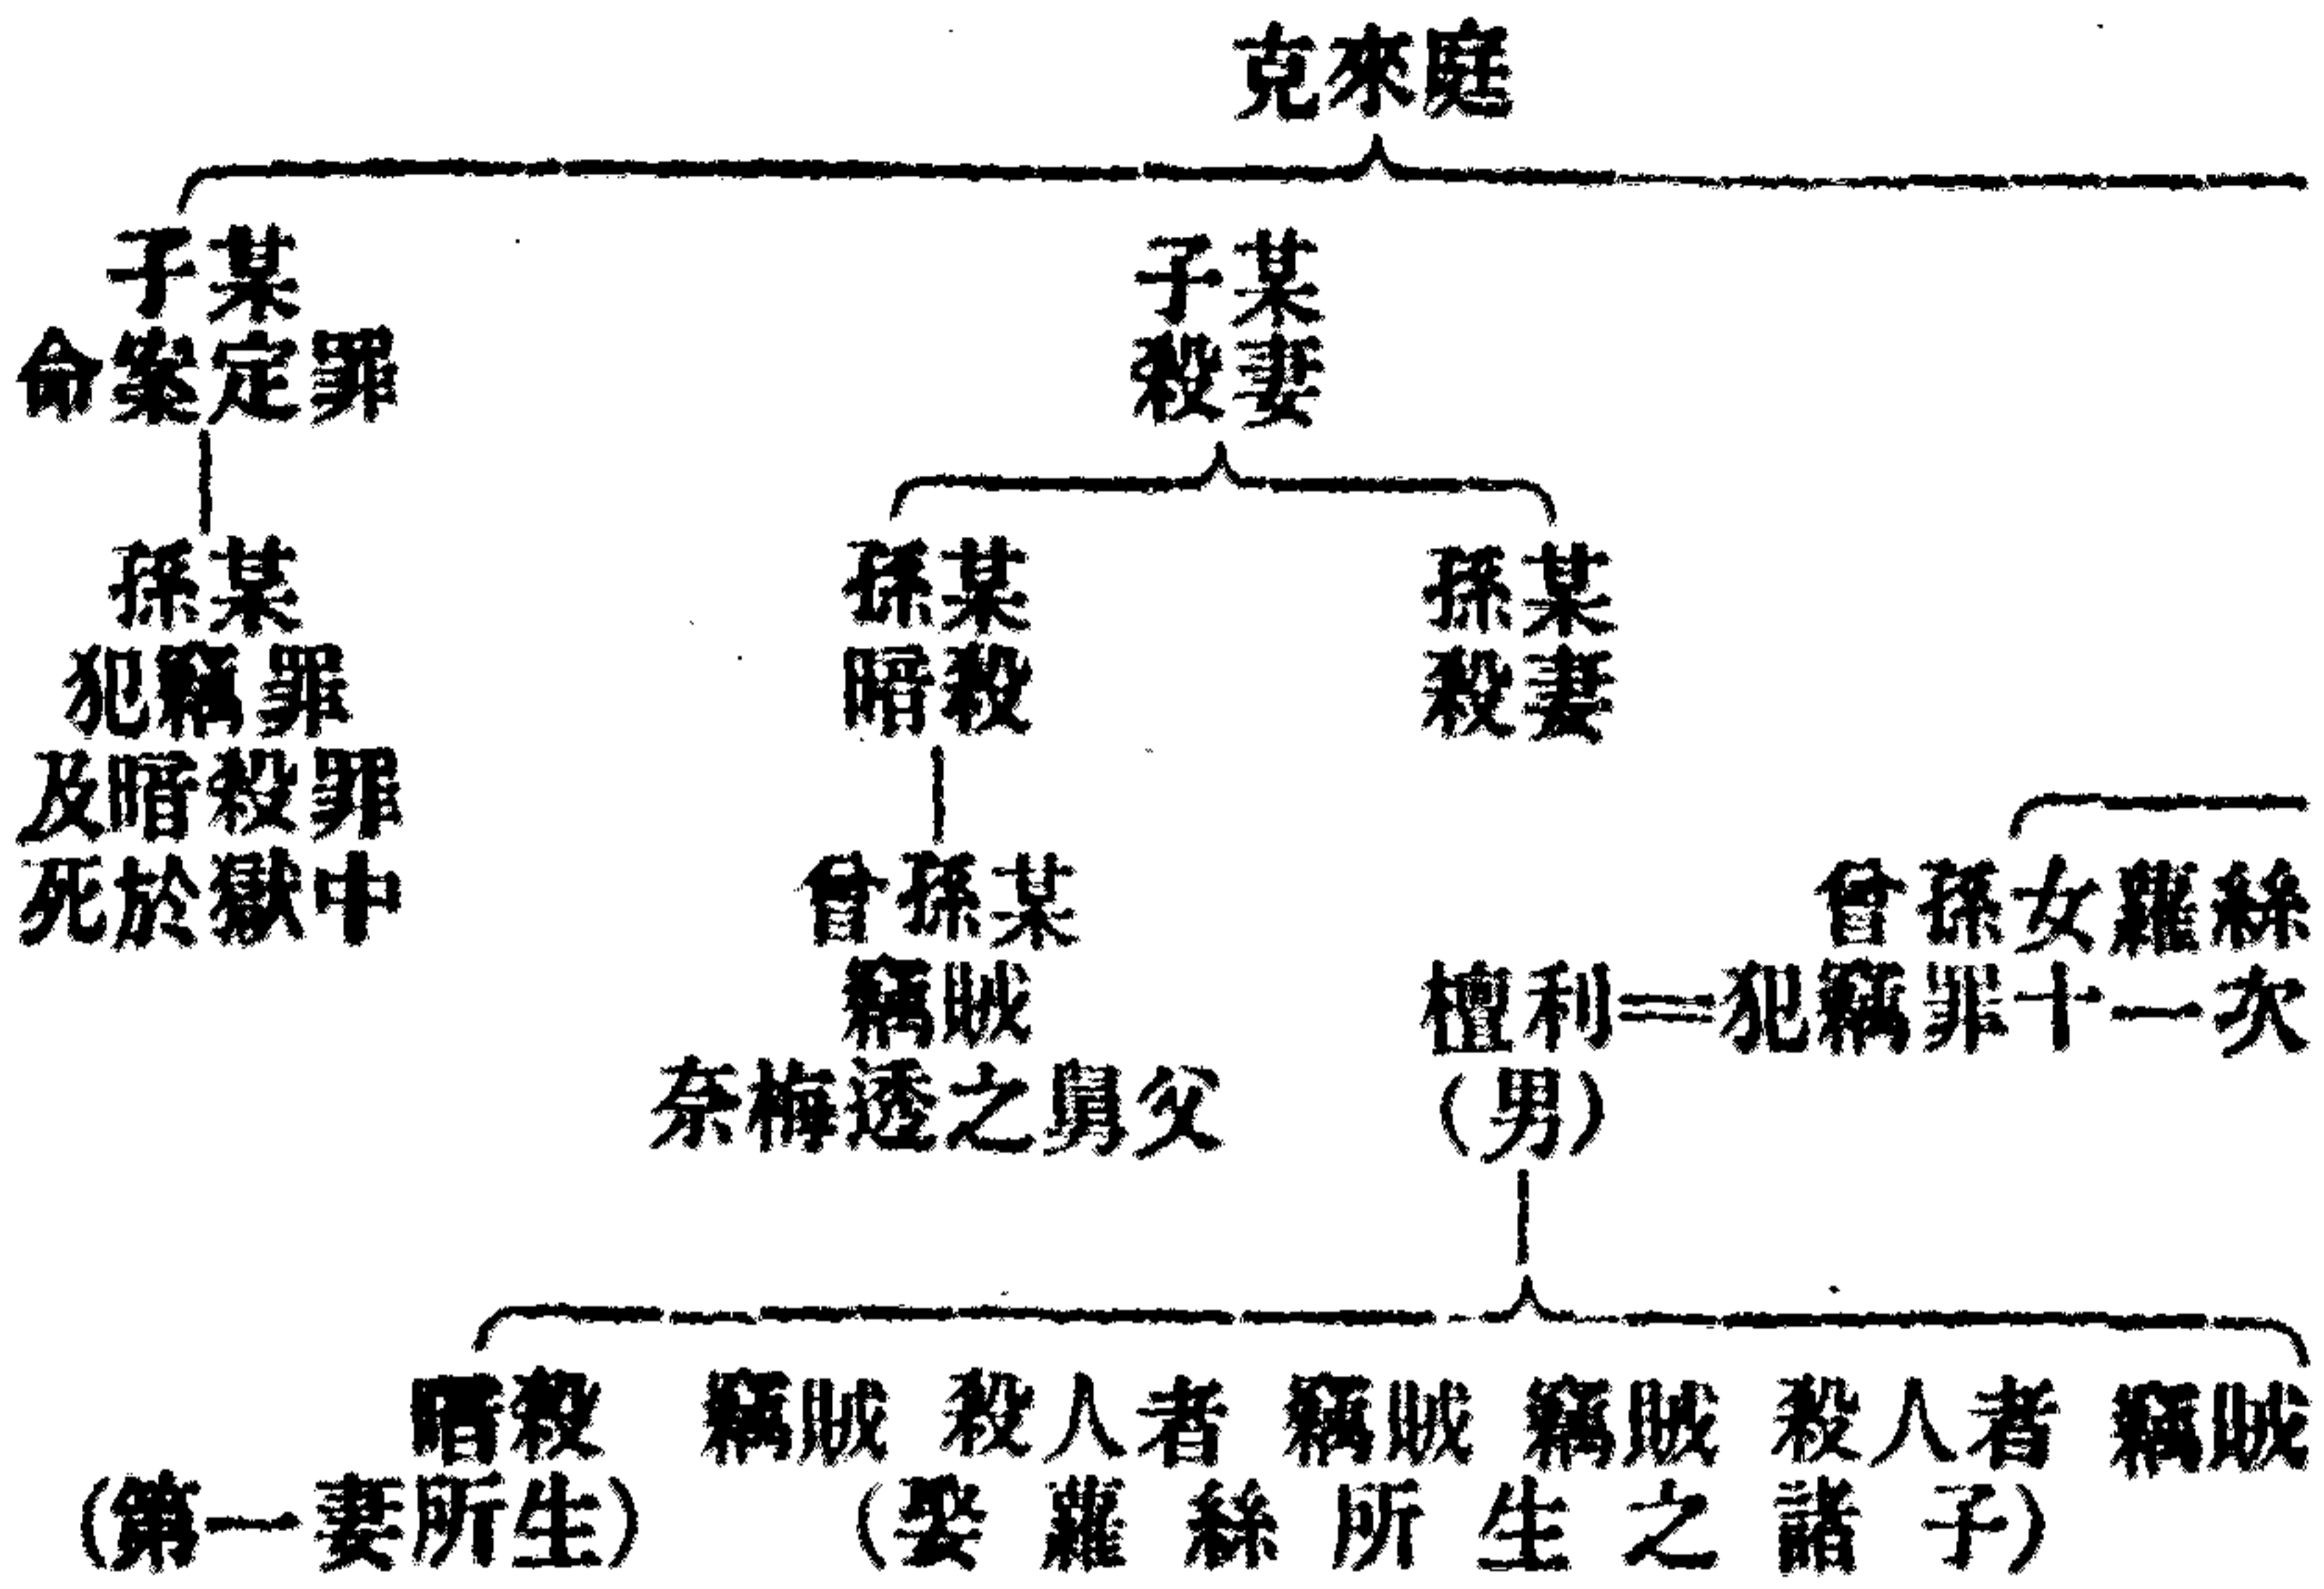 克來庭
子某 子某
命案定罪 殺妻
孫某 孫某 孫某
犯竊罪 暗殺 殺妻
及暗殺罪
死於獄中 曾孫某 曾孫女羅絲
竊賊 檀利=犯竊罪十一次
奈梅透之舅父 (男)
暗殺 竊賊 殺人者 竊賊 竊賊 殺人者 竊賊
(第一妻所生) (娶羅絲所生之諸子)